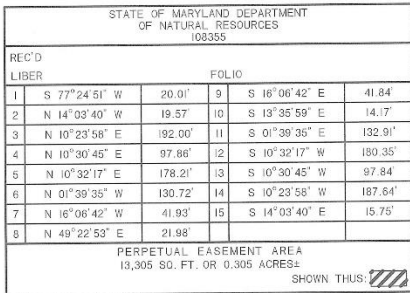 STATE OF MARYLAND DEPARTMENT
OF NATURAL RESOURCES
108355
REC'D
LIBER FOLIO
1 S 77°24'51" W 20.01' 9 S 16°06'42" E 41.84'
2 N 14°03'40" W 19.57' 10 S 13°35'59" E 14.17'
3 N 10°23'58" E 192.00' 11 S 01°39'35" E 132.91'
4 N 10°30'45" E 97.86' 12 S 10°32'17" W 180.35'
5 N 10°32'17" E 178.21' 13 S 10°30'45" W 97.84'
6 N 01°39'35" W 130.72' 14 S 10°23'58" W 187.64'
7 N 16°06'42" W 41.93' 15 S 14°03'40" E 15.75'
8 N 49°22'53" E 21.98'
PERPETUAL EASEMENT AREA
13,305 SQ. FT. OR 0.305 ACRES±
SHOWN THUS: